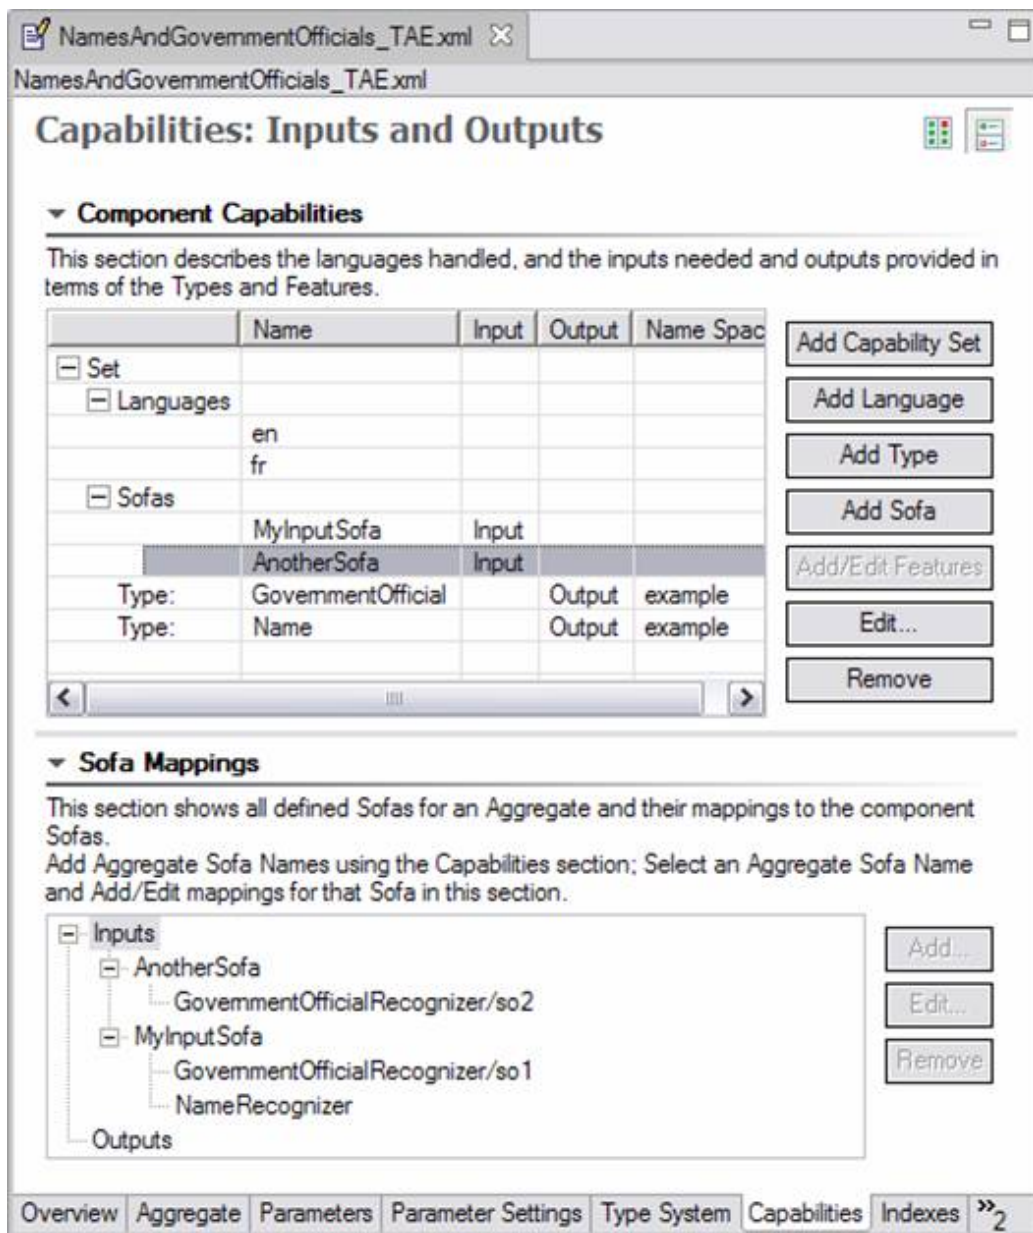 NamesAndGovernmentOfficials_TAE.xml
NamesAndGovernmentOfficials_TAE.xml
Capabilities: Inputs and Outputs
Component Capabilities
This section describes the languages handled, and the inputs needed and outputs provided in
terms of the Types and Features.
Name Input Output Name Spac
Add Capability Set
Set
Languages
Add Language
en
fr
Add Type
Sofas
Add Sofa
MyInputSofa Input
AnotherSofa Input
Add/Edit Features
Type: GovernmentOfficial Output example
Type: Name Output example
Edit...
Remove
Sofa Mappings
This section shows all defined Sofas for an Aggregate and their mappings to the component
Sofas.
Add Aggregate Sofa Names using the Capabilities section; Select an Aggregate Sofa Name
and Add/Edit mappings for that Sofa in this section.
Inputs
AnotherSofa
GovernmentOfficialRecognizer/so2
MyInputSofa
GovernmentOfficialRecognizer/so1
NameRecognizer
Outputs
Add...
Edit...
Remove
Overview Aggregate Parameters Parameter Settings Type System Capabilities Indexes »2